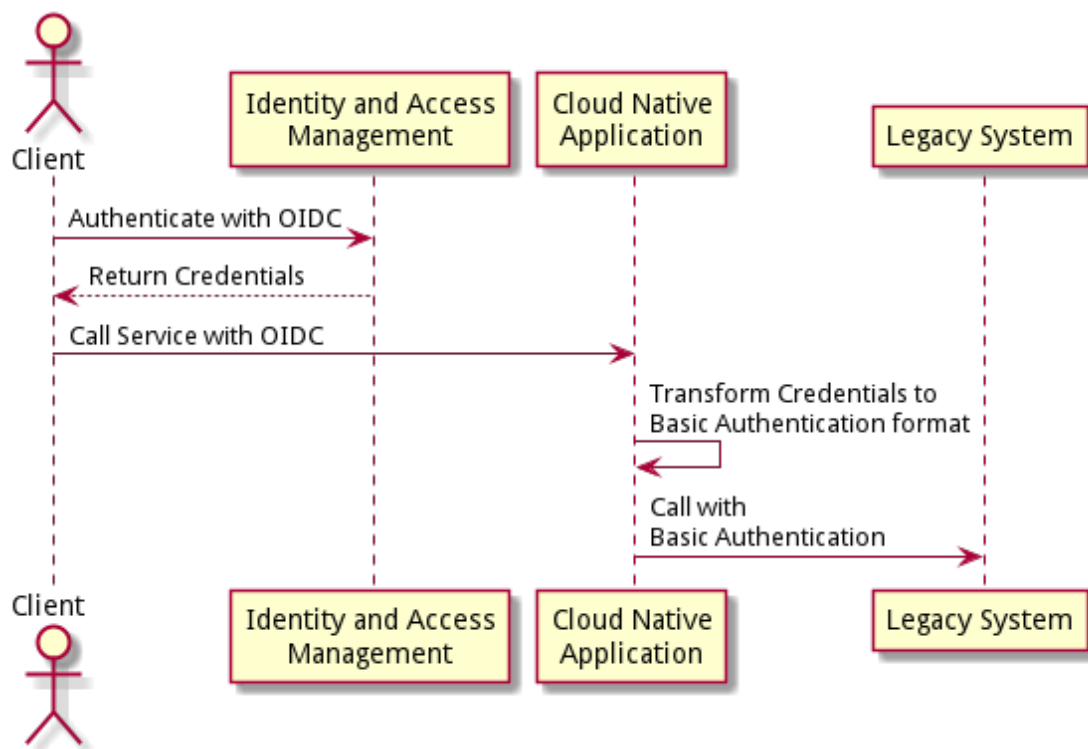 Client
Identity and Access
Management
Cloud Native
Application
Legacy System
Authenticate with OIDC
Return Credentials
Call Service with OIDC
Transform Credentials to
Basic Authentication format
Call with
Basic Authentication
Client
Identity and Access
Management
Cloud Native
Application
Legacy System